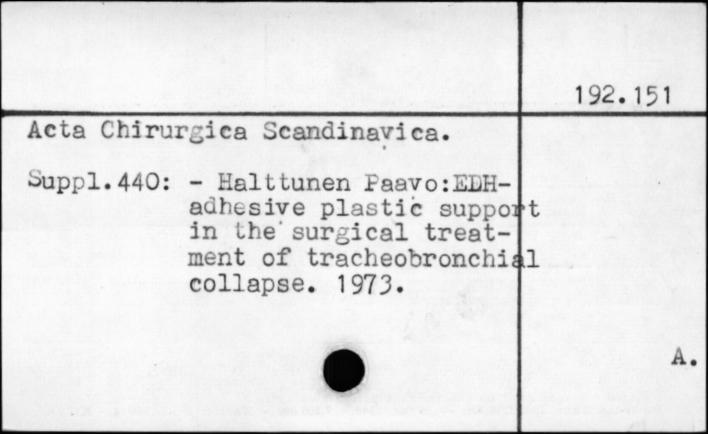 192.151
Acta Chirurgica Scandinavica.
Suppl.440: - Halttunen Paavo:EDH-
adhesive plastic support
in the surgical treat-
ment of tracheobronchial
collapse. 1973.
A.